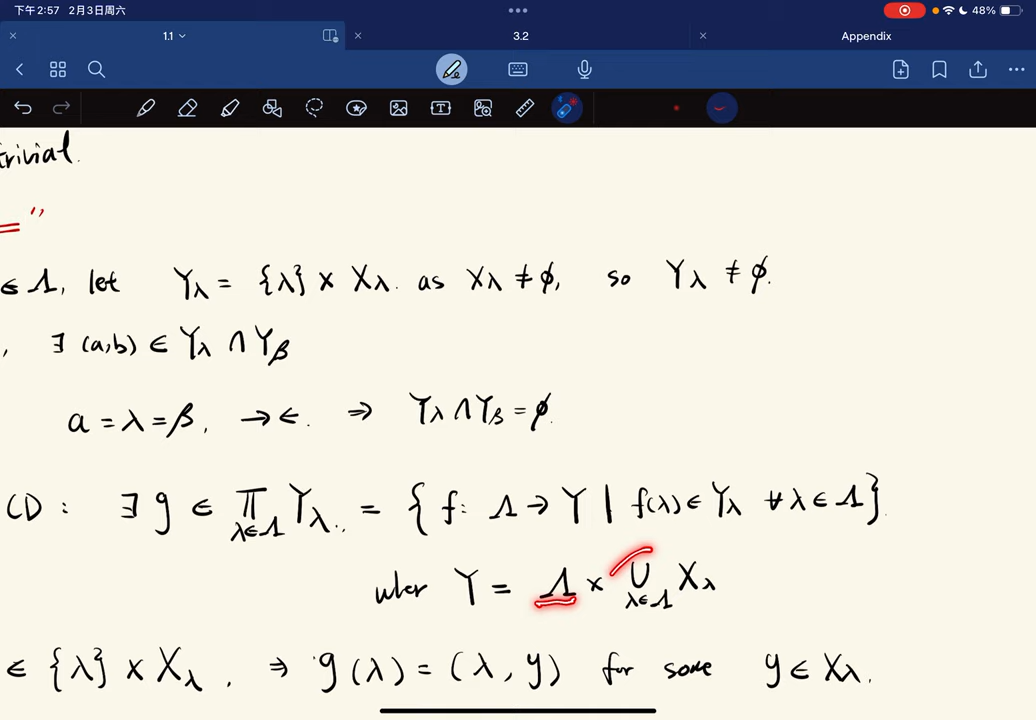 下午 2:57 2月3日周六 48%
1.1 3.2 Appendix
trivial.
= "
∈ Λ, let Yλ = {λ} × Xλ. as Xλ ≠ ϕ, so Yλ ≠ ϕ.
, ∃ (a,b) ∈ Yλ ∩ Yβ
a = λ = β, →←. ⇒ Yλ ∩ Yβ = ϕ.
CD : ∃ g ∈ ∏λ∈Λ Yλ. = { f: Λ → Y | f(λ) ∈ Yλ ∀ λ ∈ Λ }
wher Y = Λ × ∪λ∈Λ Xλ
∈ {λ} × Xλ, ⇒ g(λ) = (λ, y) for some y ∈ Xλ.